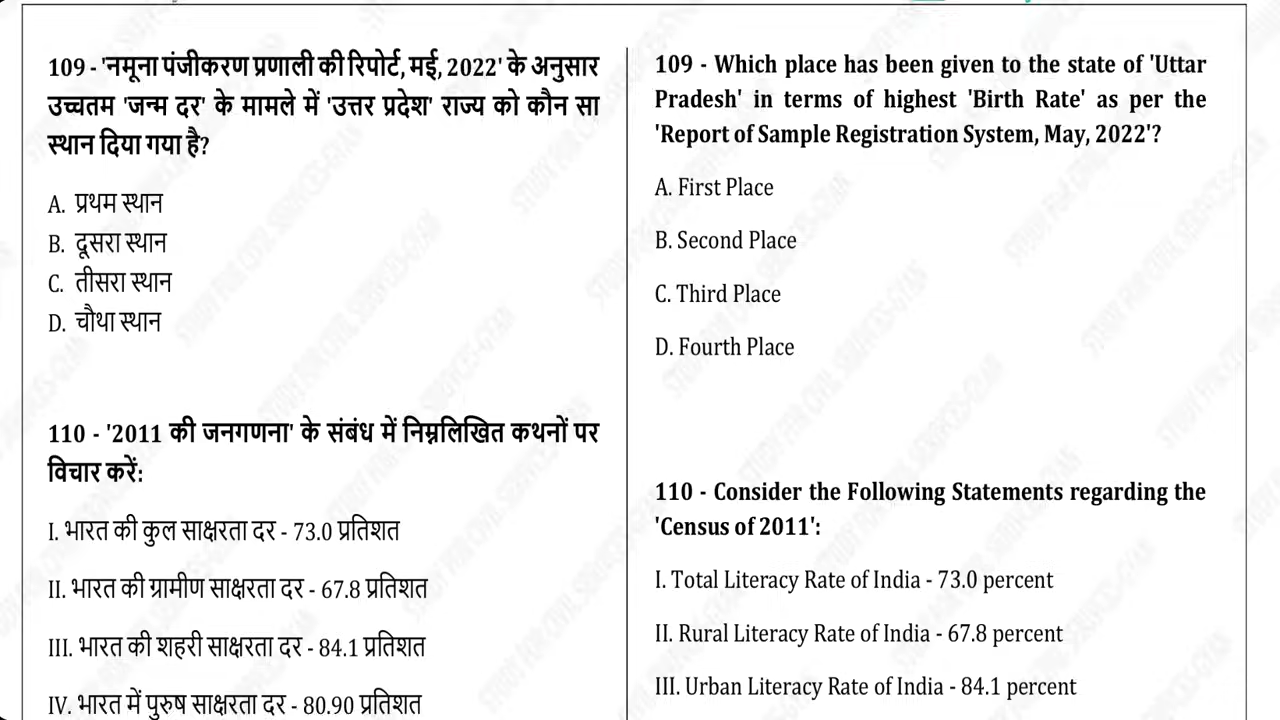 109 - 'नमूना पंजीकरण प्रणाली की रिपोर्ट, मई, 2022' के अनुसार
उच्चतम 'जन्म दर' के मामले में 'उत्तर प्रदेश' राज्य को कौन सा
स्थान दिया गया है?
A. प्रथम स्थान
B. दूसरा स्थान
C. तीसरा स्थान
D. चौथा स्थान
110 - '2011 की जनगणना' के संबंध में निम्नलिखित कथनों पर
विचार करें:
I. भारत की कुल साक्षरता दर - 73.0 प्रतिशत
II. भारत की ग्रामीण साक्षरता दर - 67.8 प्रतिशत
III. भारत की शहरी साक्षरता दर - 84.1 प्रतिशत
IV. भारत में पुरुष साक्षरता दर - 80.90 प्रतिशत
109 - Which place has been given to the state of 'Uttar
Pradesh' in terms of highest 'Birth Rate' as per the
'Report of Sample Registration System, May, 2022'?
A. First Place
B. Second Place
C. Third Place
D. Fourth Place
110 - Consider the Following Statements regarding the
'Census of 2011':
I. Total Literacy Rate of India - 73.0 percent
II. Rural Literacy Rate of India - 67.8 percent
III. Urban Literacy Rate of India - 84.1 percent